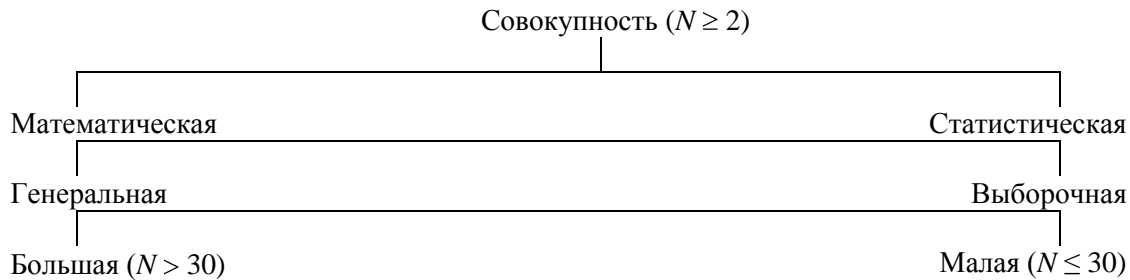 Совокупность (N ≥ 2)
Математическая Статистическая
Генеральная Выборочная
Большая (N > 30) Малая (N ≤ 30)